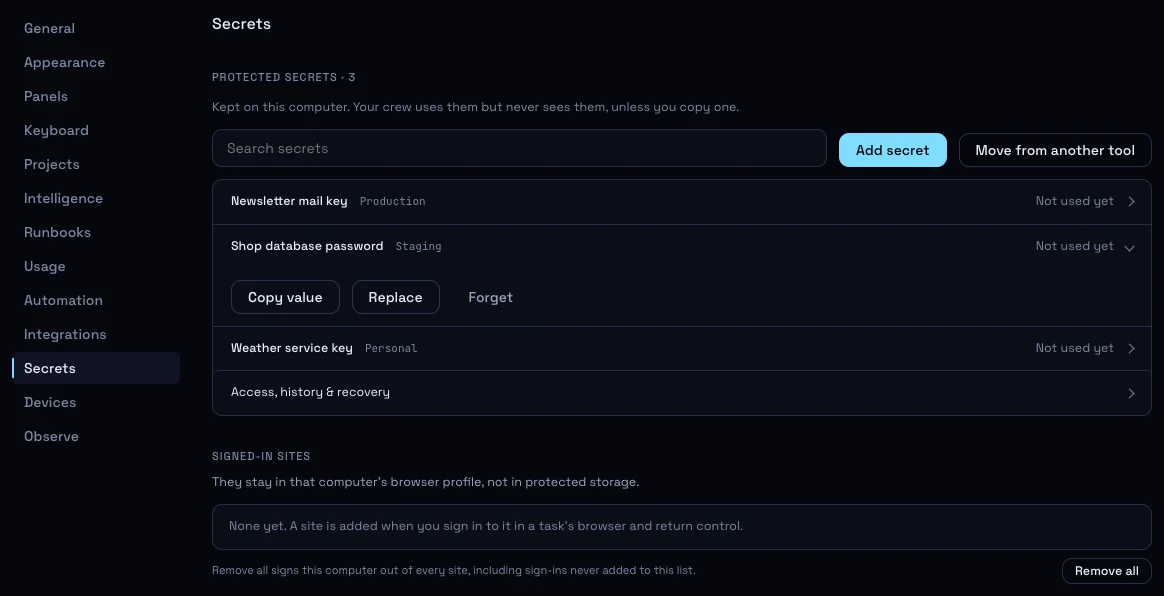 General
Appearance
Panels
Keyboard
Projects
Intelligence
Runbooks
Usage
Automation
Integrations
Secrets
Devices
Observe
Secrets
PROTECTED SECRETS · 3
Kept on this computer. Your crew uses them but never sees them, unless you copy one.
Search secrets
Add secret
Move from another tool
Newsletter mail key Production Not used yet
Shop database password Staging Not used yet
Copy value Replace Forget
Weather service key Personal Not used yet
Access, history & recovery
SIGNED-IN SITES
They stay in that computer's browser profile, not in protected storage.
None yet. A site is added when you sign in to it in a task's browser and return control.
Remove all signs this computer out of every site, including sign-ins never added to this list.
Remove all